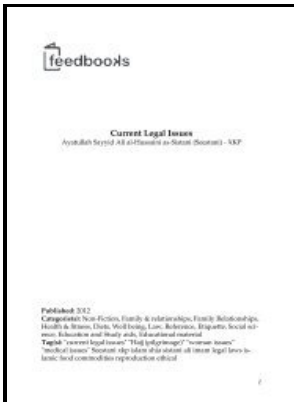 feedbooks
Current Legal Issues
Ayatullah Sayyid Ali al-Hussaini as-Sistani (Seestani) - XKP
Published: 2012
Categorie(s): Non-Fiction, Family & relationships, Family Relationships,
Health & fitness, Diets, Well being, Law, Reference, Etiquette, Social sci-
ence, Education and Study aids, Educational material
Tag(s): "current legal issues" "Hajj (pilgrimage)" "woman issues"
"medical issues" Seestani xkp islam shia sistani ali imam legal laws is-
lamic food commodities reproduction ethical
1